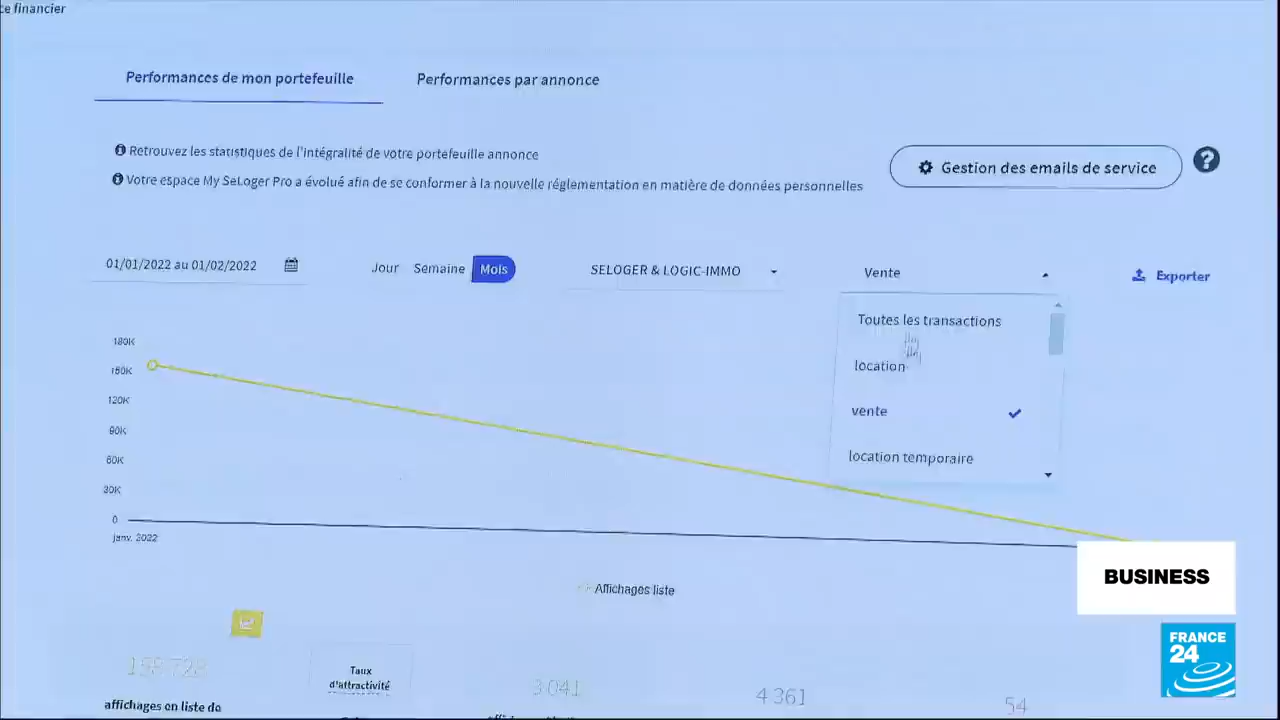 ce financier
Performances de mon portefeuille
Performances par annonce
Retrouvez les statistiques de l'intégralité de votre portefeuille annonce
Votre espace My SeLoger Pro a évolué afin de se conformer à la nouvelle réglementation en matière de données personnelles
Gestion des emails de service
?
01/01/2022 au 01/02/2022
Jour Semaine Mois
SELOGER & LOGIC-IMMO
Vente
Exporter
Toutes les transactions
location
vente
location temporaire
180K
150K
120K
90K
60K
30K
0
janv. 2022
Affichages liste
BUSINESS
FRANCE
24
Taux
d'attractivité
3 041
4 361
54
affichages en liste de